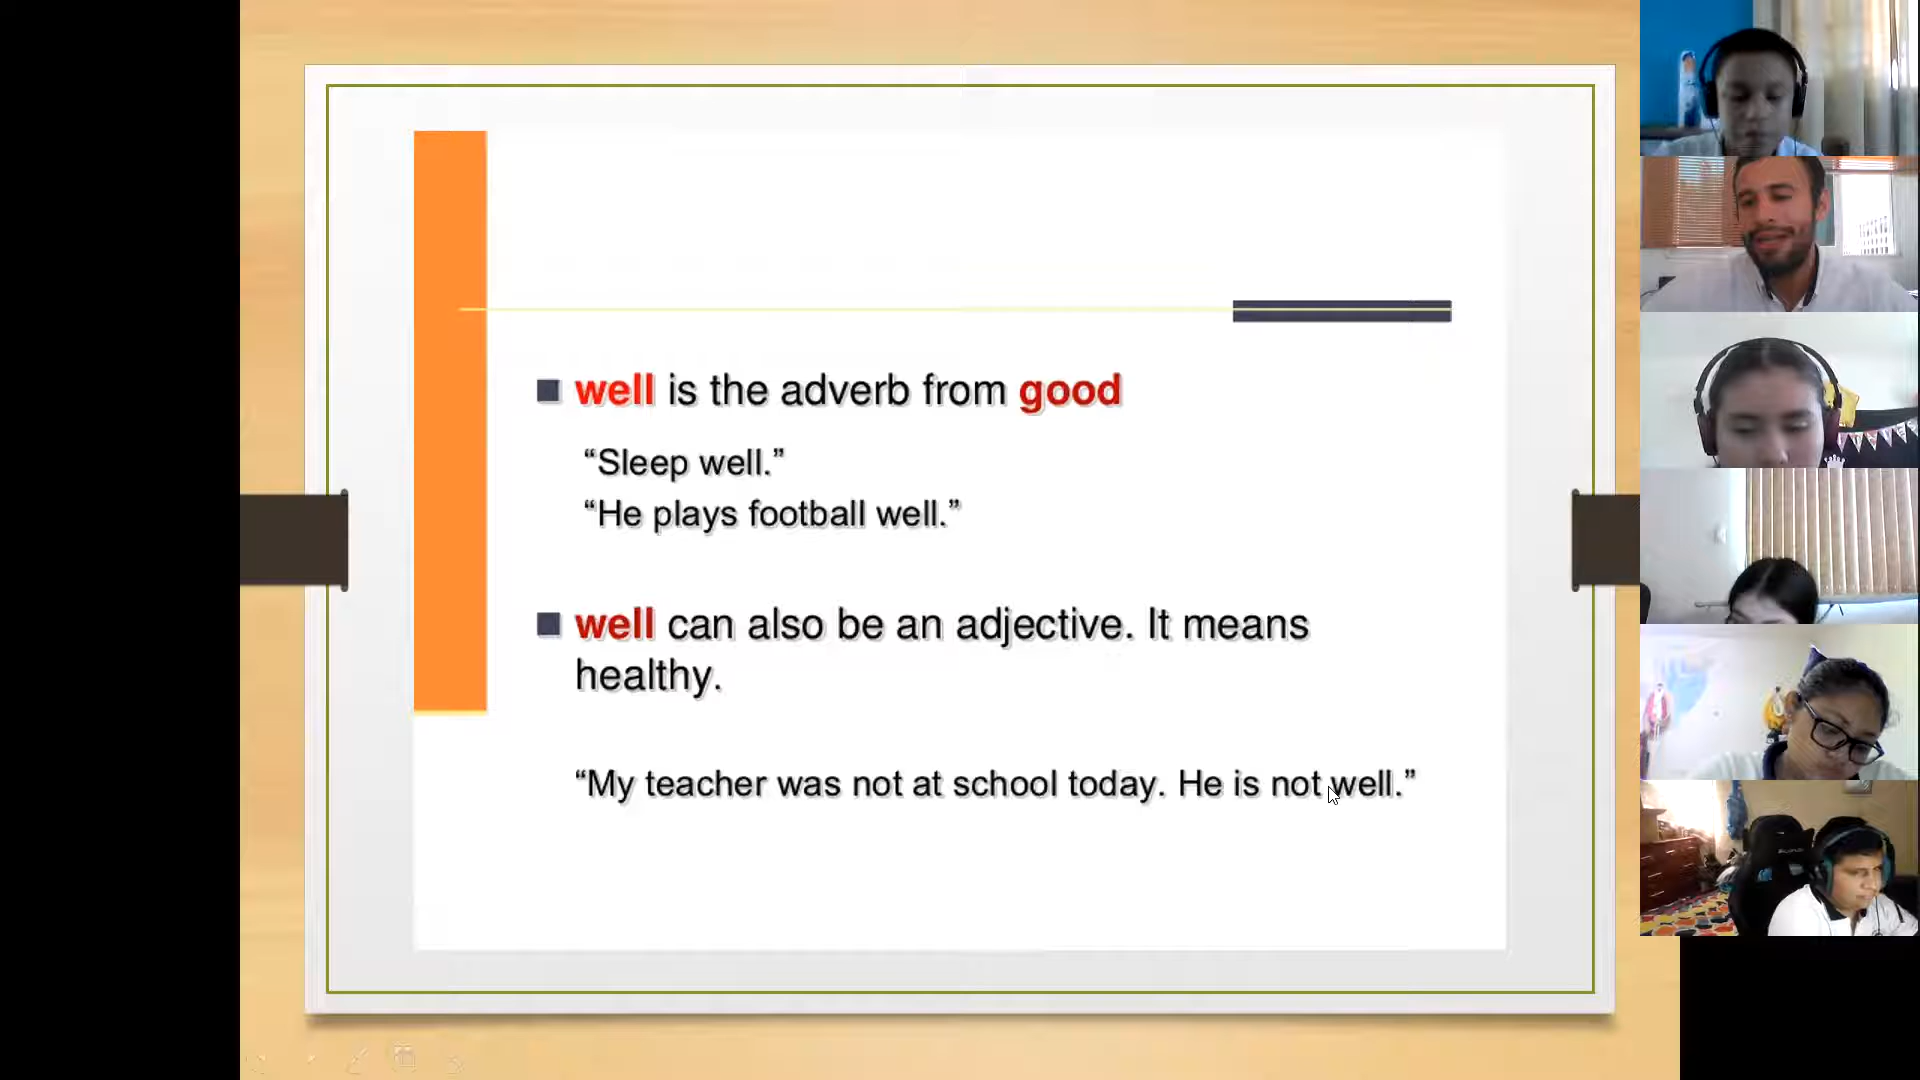 well is the adverb from good
“Sleep well.”
“He plays football well.”
well can also be an adjective. It means
healthy.
“My teacher was not at school today. He is not well.”